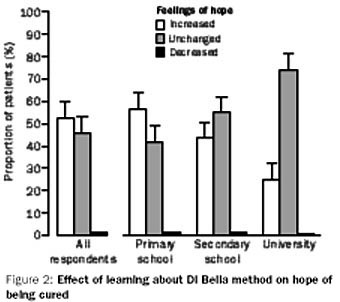 Feelings of hope
Increased
Unchanged
Decreased
Proportion of patients (%)
100
90
80
70
60
50
40
30
20
10
0
All respondents
Primary school
Secondary school
University
Figure 2: Effect of learning about Di Bella method on hope of
being cured